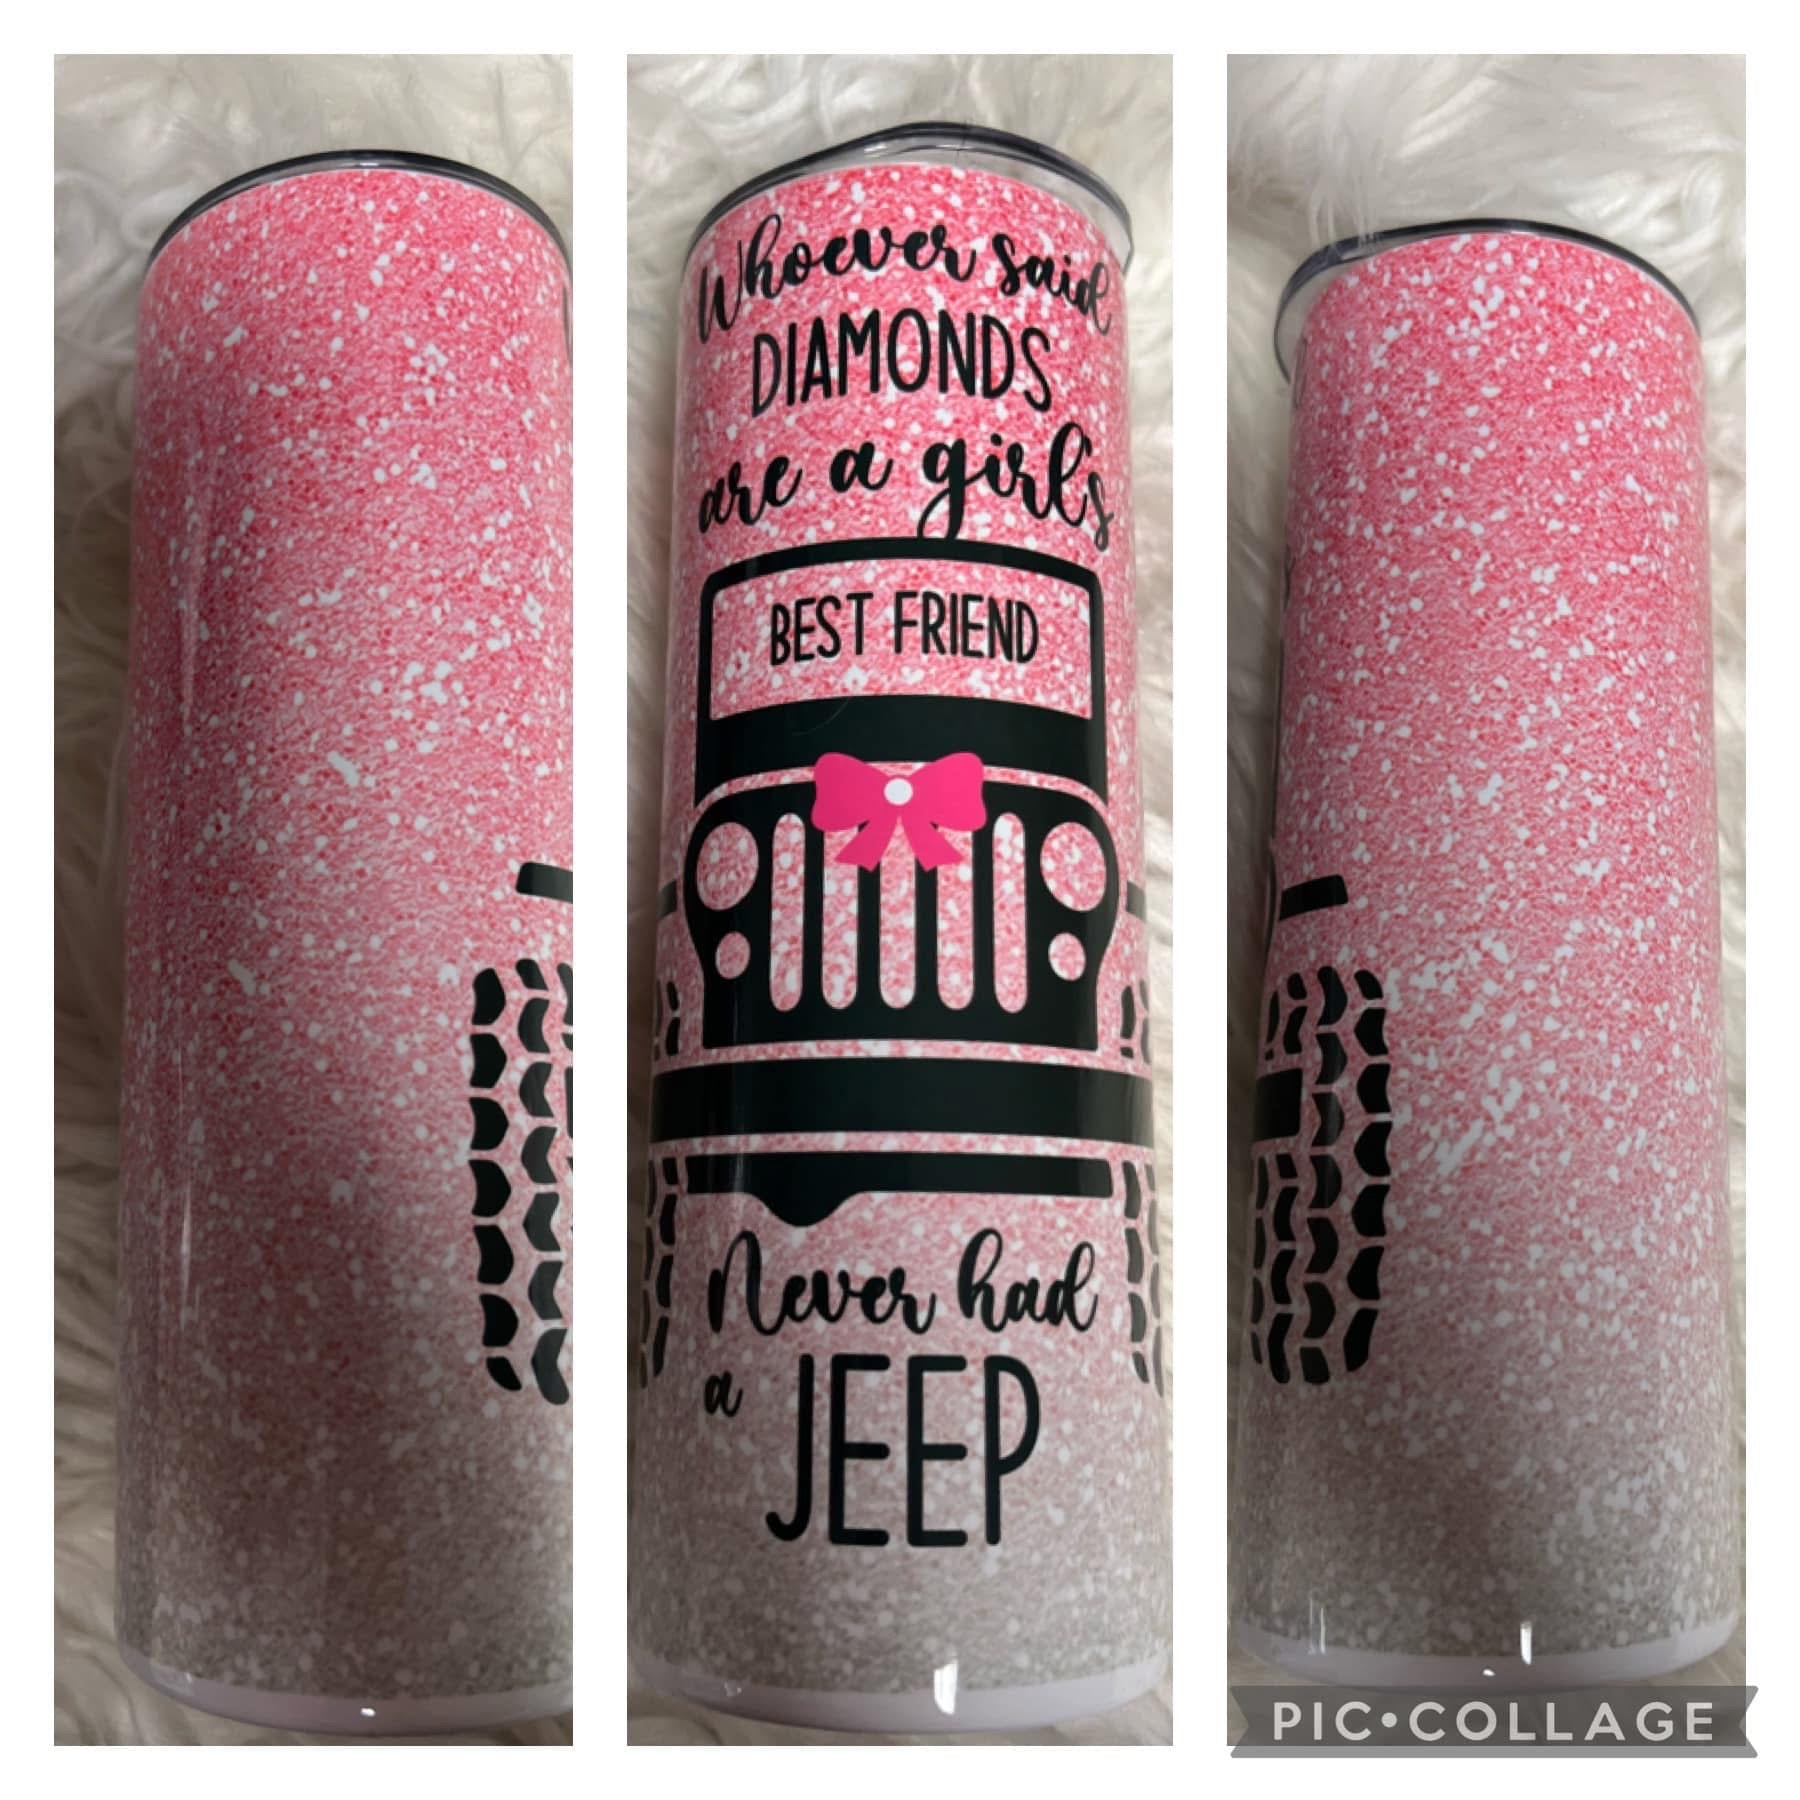 Whoever said
DIAMONDS
are a girl's
BEST FRIEND
Never had
a JEEP
PIC•COLLAGE